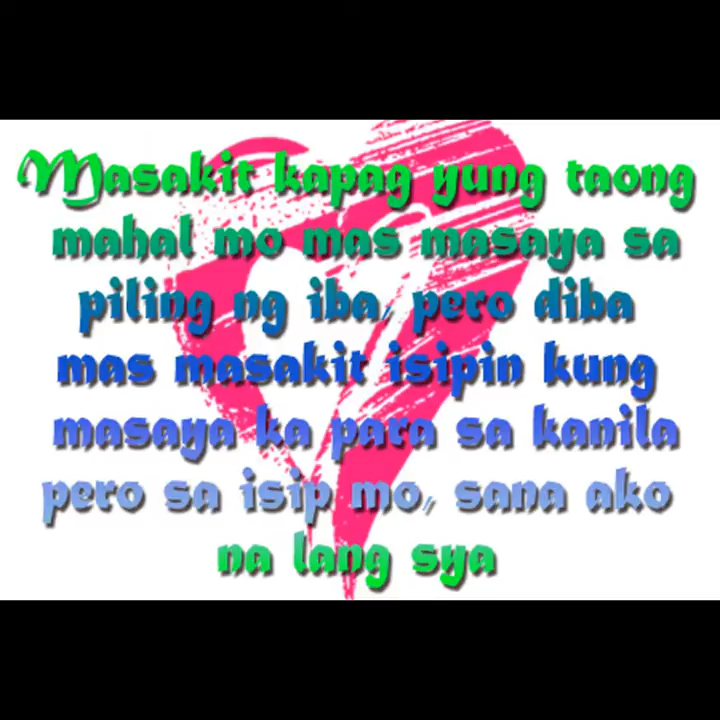 Masakit kapag yung taong
mahal mo mas masaya sa
piling ng iba, pero diba
mas masakit isipin kung
masaya ka para sa kanila
pero sa isip mo, sana ako
na lang sya